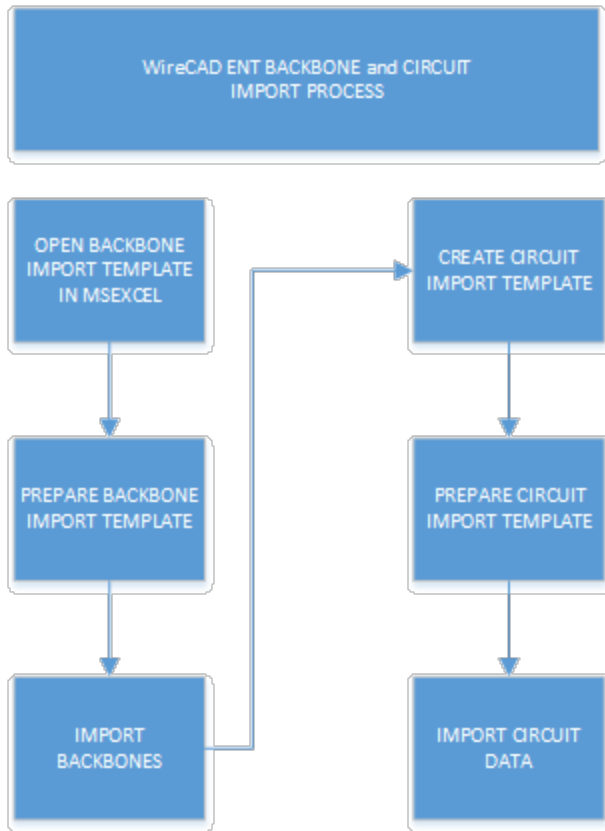 WireCAD ENT BACKBONE and CIRCUIT
IMPORT PROCESS
OPEN BACKBONE
IMPORT TEMPLATE
IN MSEXCEL
PREPARE BACKBONE
IMPORT TEMPLATE
IMPORT
BACKBONES
CREATE CIRCUIT
IMPORT TEMPLATE
PREPARE CIRCUIT
IMPORT TEMPLATE
IMPORT CIRCUIT
DATA